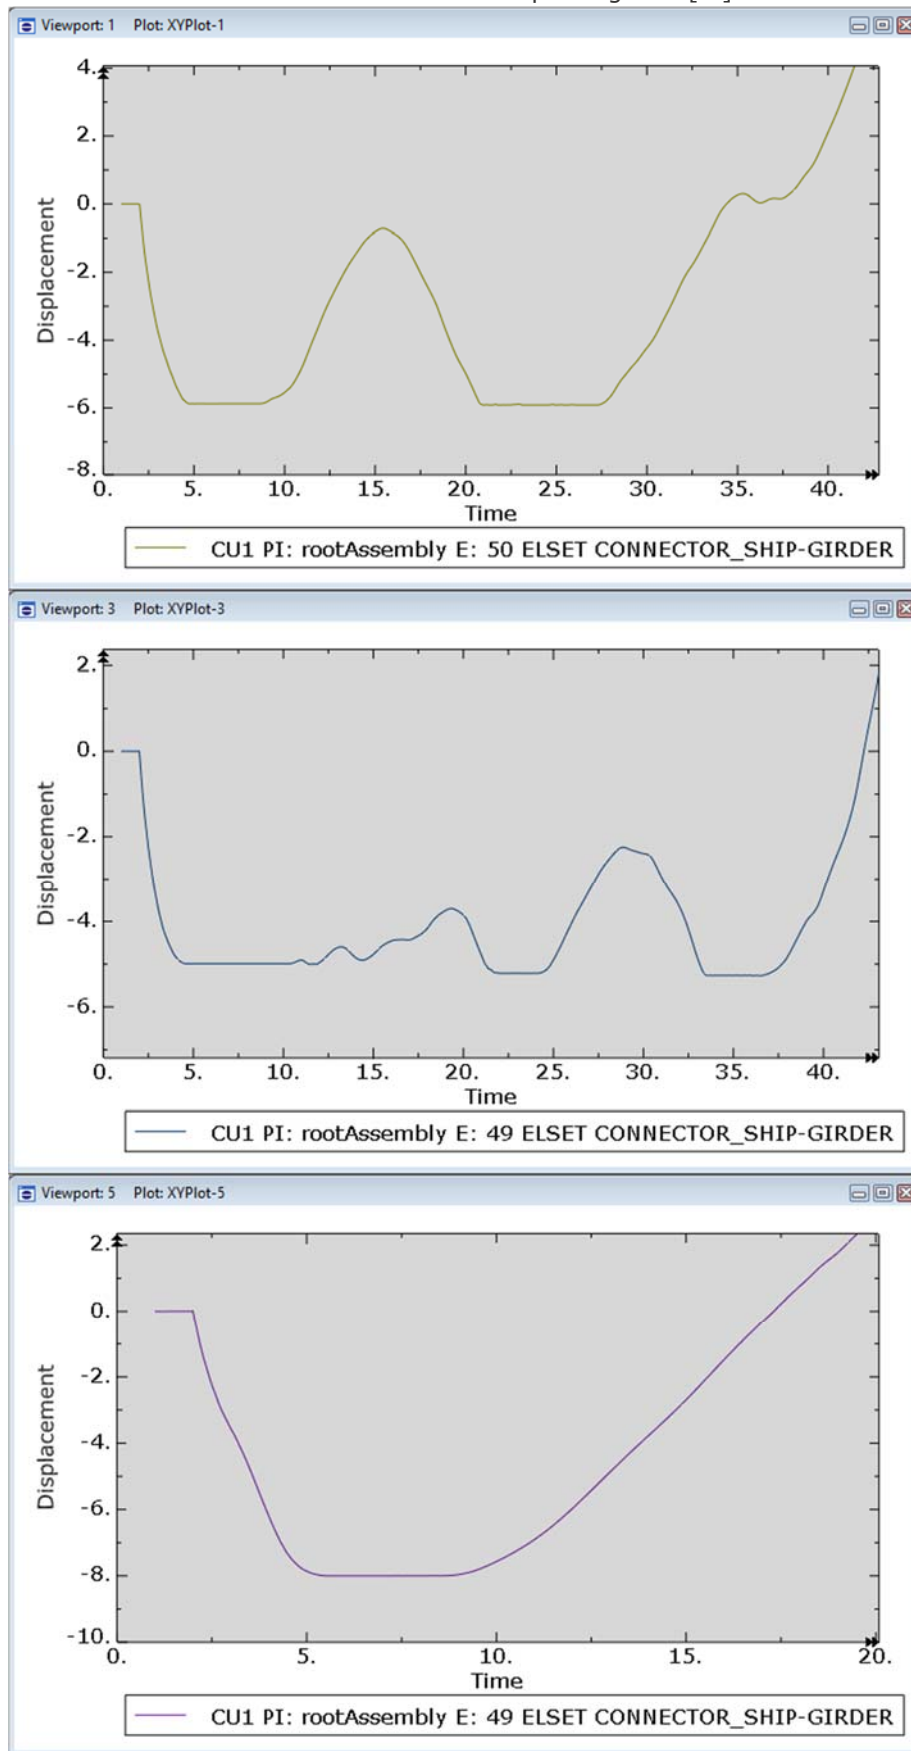 Viewport: 1 Plot: XYPlot-1
4.
2.
0.
-2.
-4.
-6.
-8.
Displacement
0. 5. 10. 15. 20. 25. 30. 35. 40.
Time
CU1 PI: rootAssembly E: 50 ELSET CONNECTOR_SHIP-GIRDER
Viewport: 3 Plot: XYPlot-3
2.
0.
-2.
-4.
-6.
Displacement
0. 5. 10. 15. 20. 25. 30. 35. 40.
Time
CU1 PI: rootAssembly E: 49 ELSET CONNECTOR_SHIP-GIRDER
Viewport: 5 Plot: XYPlot-5
2.
0.
-2.
-4.
-6.
-8.
-10.
Displacement
0. 5. 10. 15. 20.
Time
CU1 PI: rootAssembly E: 49 ELSET CONNECTOR_SHIP-GIRDER